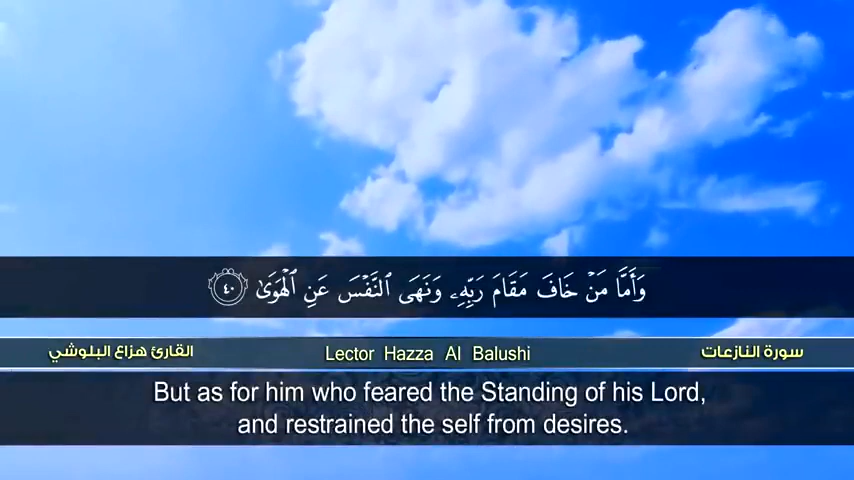 وَأَمَّا مَنْ خَافَ مَقَامَ رَبِّهِۦ وَنَهَى ٱلنَّفْسَ عَنِ ٱلْهَوَىٰ ٤٠
سورة النازعات
Lector Hazza Al Balushi
القارئ هزاع البلوشي
But as for him who feared the Standing of his Lord,
and restrained the self from desires.